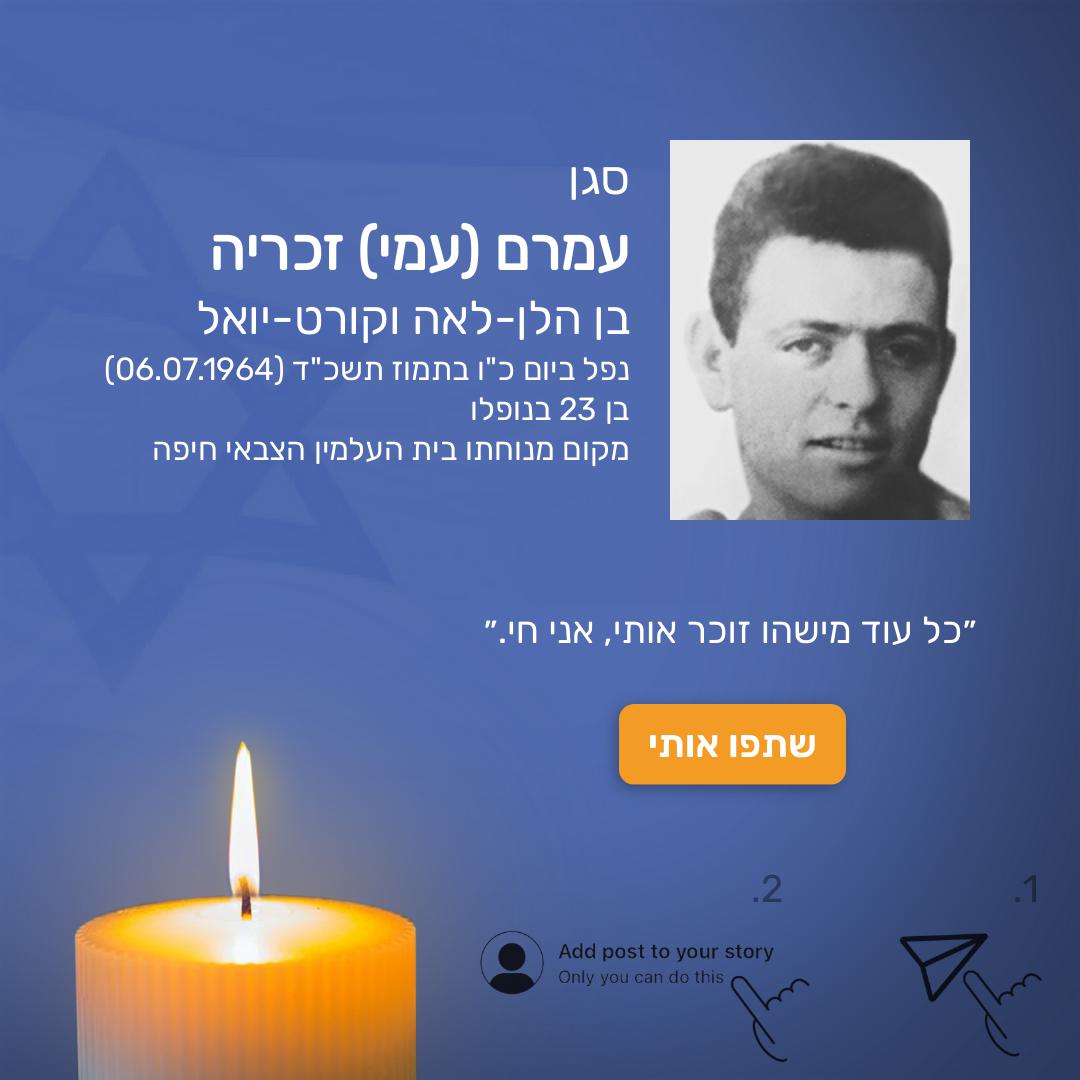 סגן
עמרם (עמי) זכריה
בן הלן-לאה וקורט-יואל
נפל ביום כ"ו בתמוז תשכ"ד (06.07.1964)
בן 23 בנופלו
מקום מנוחתו בית העלמין הצבאי חיפה
״כל עוד מישהו זוכר אותי, אני חי.״
שתפו אותי
1.
2.
Add post to your story
Only you can do this